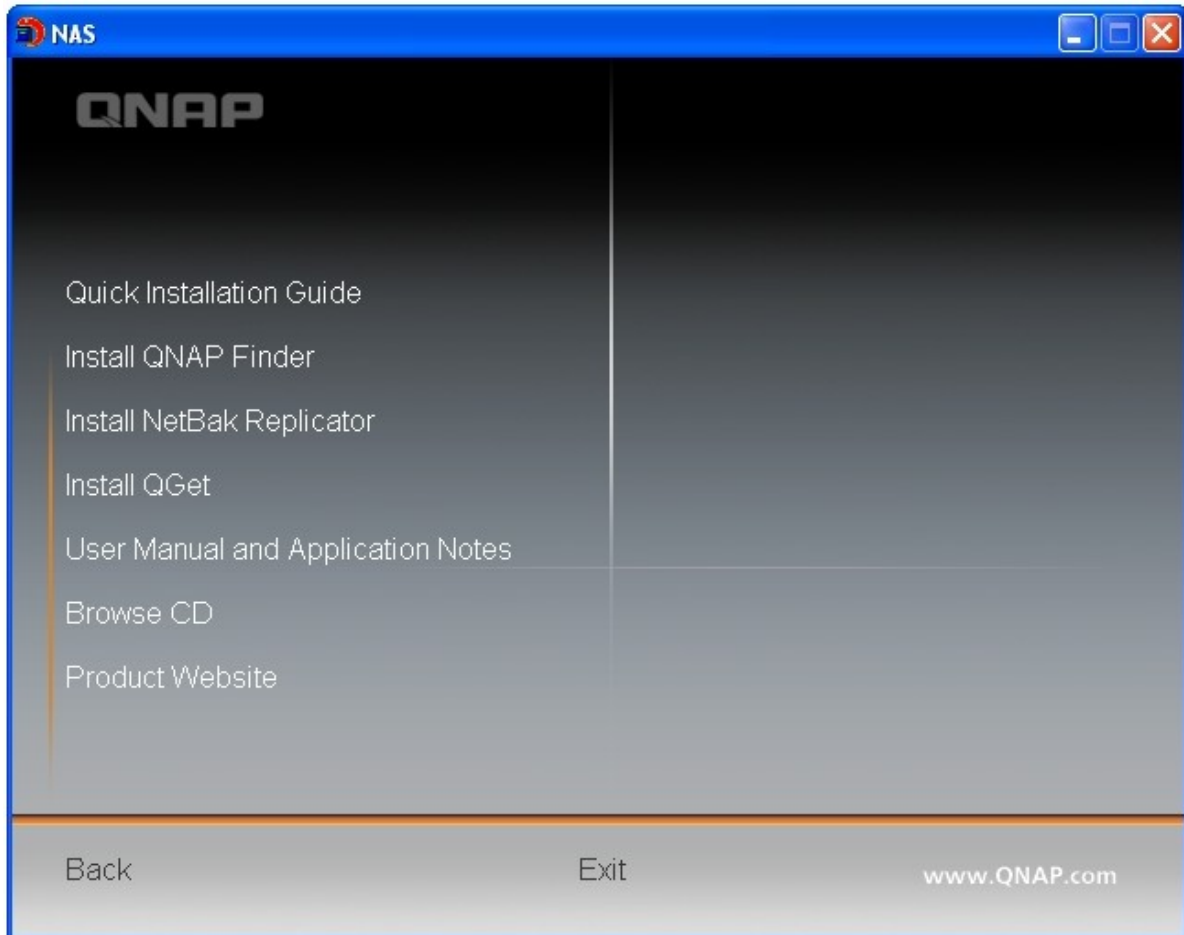 NAS
QNAP
Quick Installation Guide
Install QNAP Finder
Install NetBak Replicator
Install QGet
User Manual and Application Notes
Browse CD
Product Website
Back
Exit
www.QNAP.com